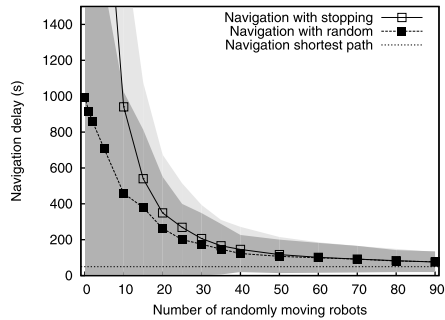 Navigation with stopping
Navigation with random
Navigation shortest path
Navigation delay (s)
1400
1200
1000
800
600
400
200
0
0 10 20 30 40 50 60 70 80 90
Number of randomly moving robots